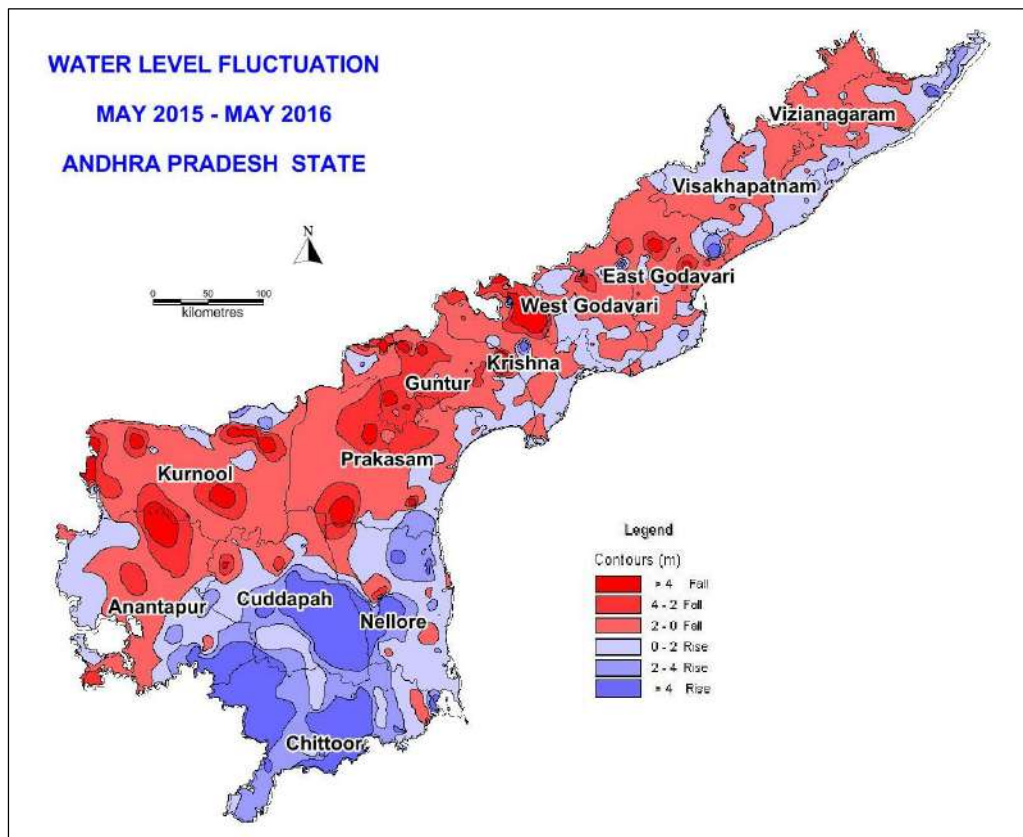 WATER LEVEL FLUCTUATION
MAY 2015 - MAY 2016
ANDHRA PRADESH STATE
N
0 50 100
kilometres
Vizianagaram
Visakhapatnam
East Godavari
West Godavari
Krishna
Guntur
Prakasam
Kurnool
Anantapur
Cuddapah
Nellore
Chittoor
Legend
Contours (m)
> 4 Fall
4 - 2 Fall
2 - 0 Fall
0 - 2 Rise
2 - 4 Rise
> 4 Rise